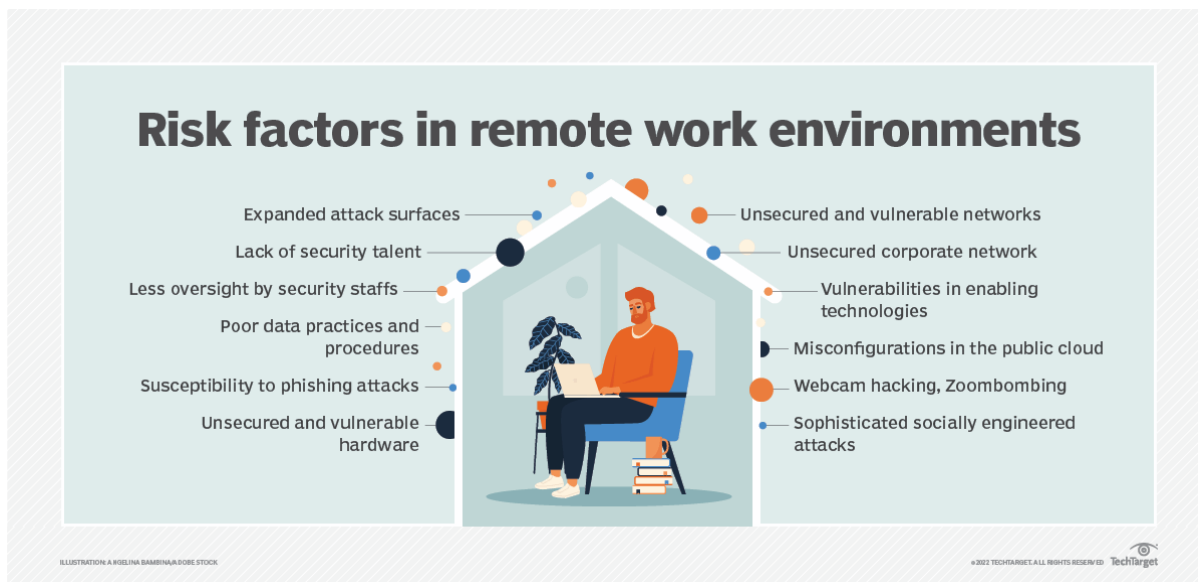 Risk factors in remote work environments
Expanded attack surfaces
Lack of security talent
Less oversight by security staffs
Poor data practices and
procedures
Susceptibility to phishing attacks
Unsecured and vulnerable
hardware
Unsecured and vulnerable networks
Unsecured corporate network
Vulnerabilities in enabling
technologies
Misconfigurations in the public cloud
Webcam hacking, Zoombombing
Sophisticated socially engineered
attacks
ILLUSTRATION: ANGELINA BAMBINA/ADOBE STOCK
©2022 TECHTARGET. ALL RIGHTS RESERVED
TechTarget